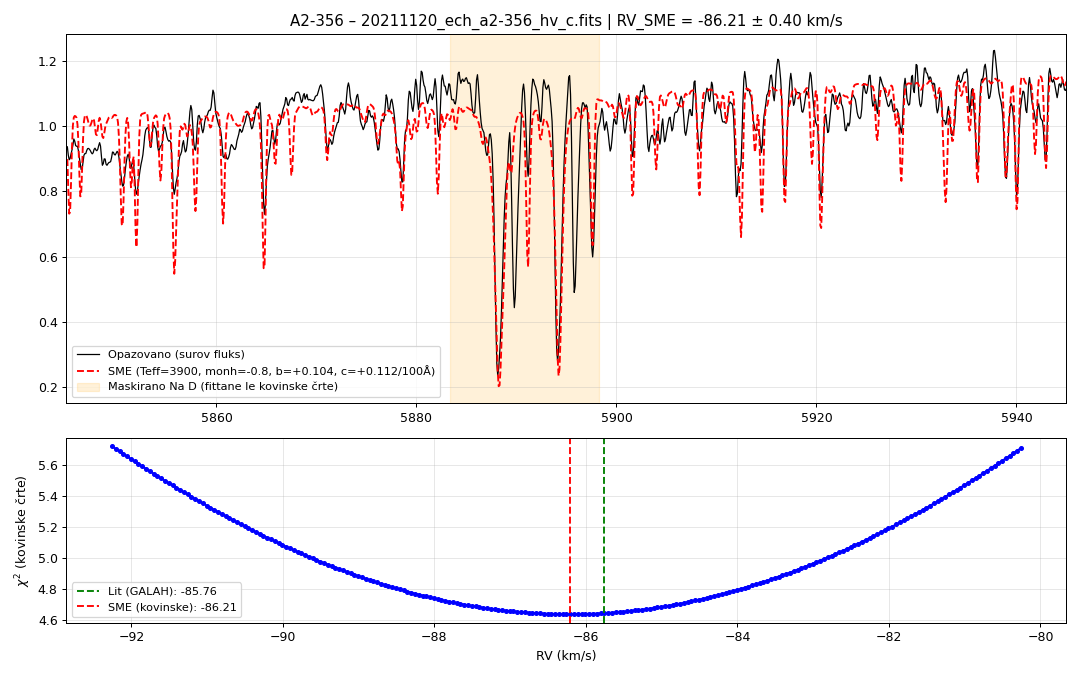 A2-356 – 20211120_ech_a2-356_hv_c.fits | RV_SME = -86.21 ± 0.40 km/s
1.2
1.0
0.8
0.6
0.4
0.2
Opazovano (surov fluks)
SME (Teff=3900, monh=-0.8, b=+0.104, c=+0.112/100Å)
Maskirano Na D (fittane le kovinske črte)
5860 5880 5900 5920 5940
χ² (kovinske črte)
5.6
5.4
5.2
5.0
4.8
4.6
Lit (GALAH): -85.76
SME (kovinske): -86.21
−92 −90 −88 −86 −84 −82 −80
RV (km/s)